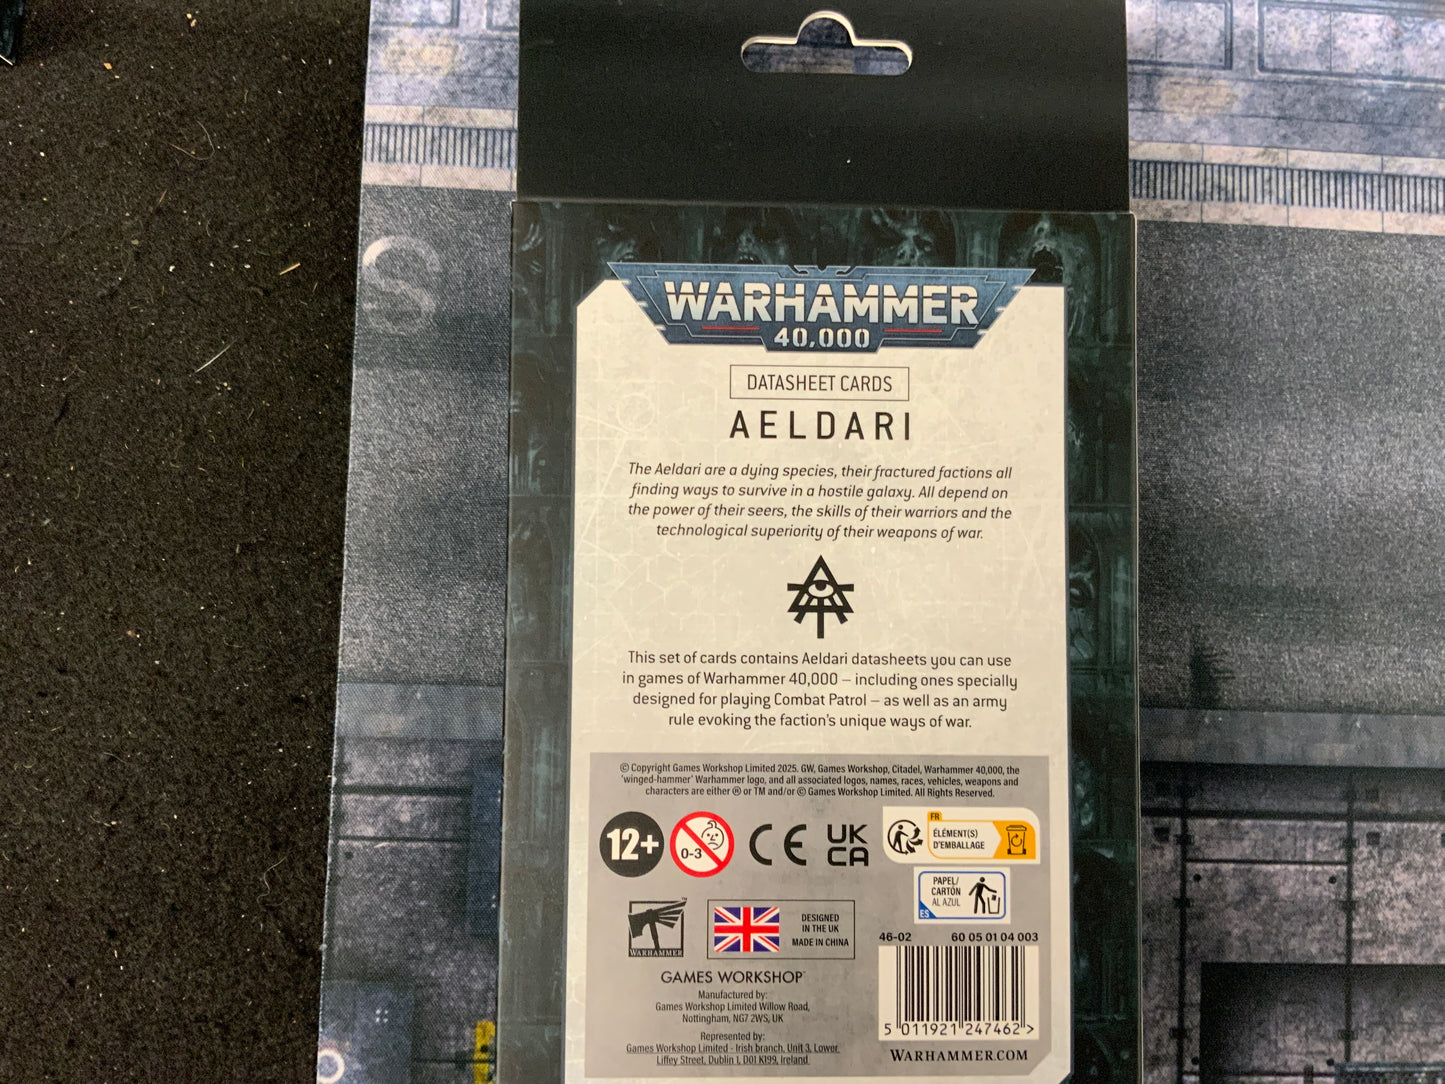 WARHAMMER
40,000
DATASHEET CARDS
AELDARI
The Aeldari are a dying species, their fractured factions all
finding ways to survive in a hostile galaxy. All depend on
the power of their seers, the skills of their warriors and the
technological superiority of their weapons of war.
This set of cards contains Aeldari datasheets you can use
in games of Warhammer 40,000 – including ones specially
designed for playing Combat Patrol – as well as an army
rule evoking the faction's unique ways of war.
© Copyright Games Workshop Limited 2025. GW, Games Workshop, Citadel, Warhammer 40,000, the
'winged-hammer' Warhammer logo, and all associated logos, names, races, vehicles, weapons and
characters are either ® or TM and/or © Games Workshop Limited. All Rights Reserved.
12+
0-3
CE
UK
CA
FR
ÉLÉMENT(S)
D'EMBALLAGE
PAPEL/
CARTÓN
AL AZUL
ES
WARHAMMER
DESIGNED
IN THE UK
MADE IN CHINA
46-02 60 05 01 04 003
GAMES WORKSHOP
Manufactured by:
Games Workshop Limited Willow Road,
Nottingham, NG7 2WS, UK
Represented by:
Games Workshop Limited - Irish branch, Unit 3, Lower
Liffey Street, Dublin 1, D01 K199, Ireland
5 011921 247462 >
WARHAMMER.COM